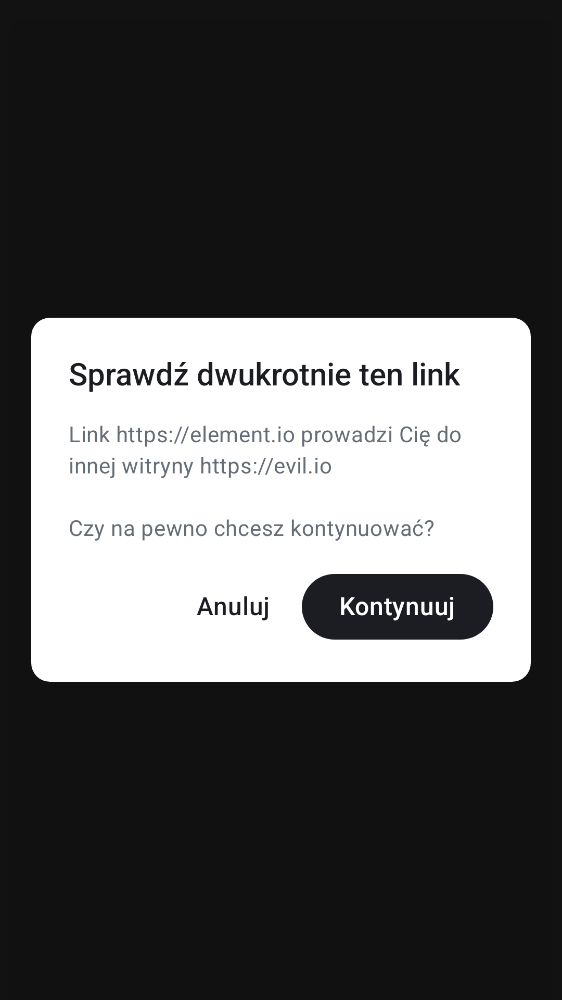 Sprawdź dwukrotnie ten link
Link https://element.io prowadzi Cię do
innej witryny https://evil.io
Czy na pewno chcesz kontynuować?
Anuluj
Kontynuuj